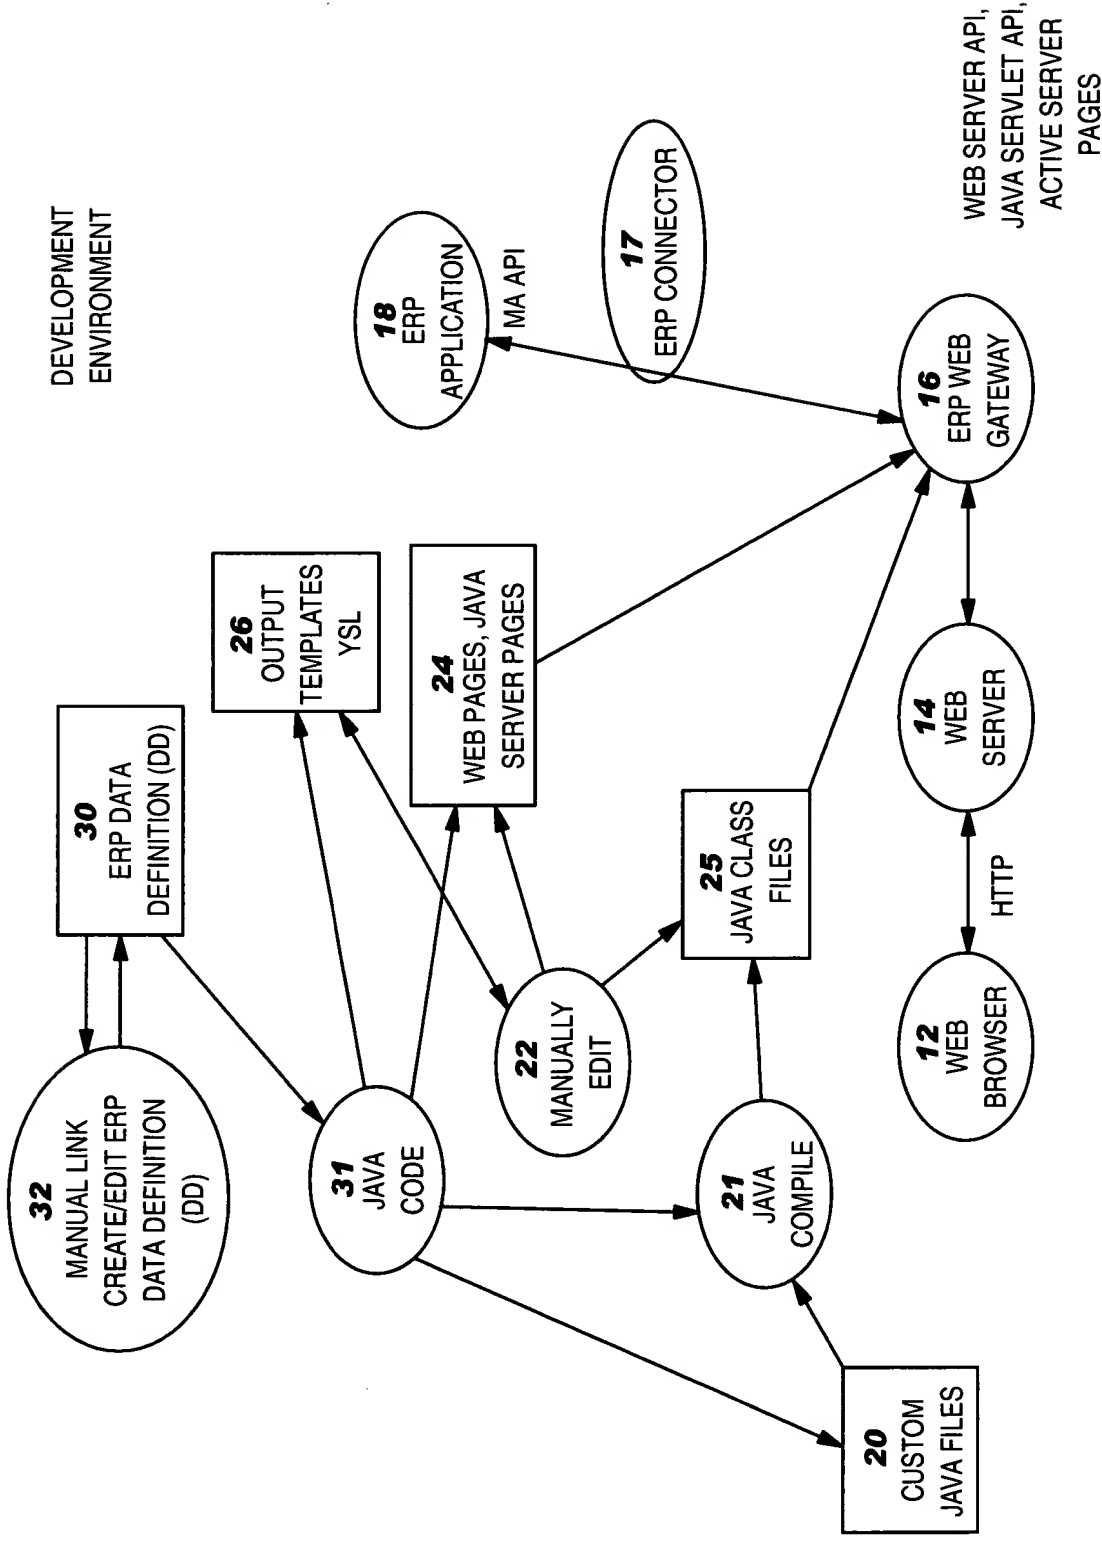 DEVELOPMENT
ENVIRONMENT
32
MANUAL LINK
CREATE/EDIT ERP
DATA DEFINITION
(DD)
30
ERP DATA
DEFINITION (DD)
26
OUTPUT
TEMPLATES
YSL
18
ERP
APPLICATION
MA API
31
JAVA
CODE
24
WEB PAGES, JAVA
SERVER PAGES
17
ERP CONNECTOR
22
MANUALLY
EDIT
25
JAVA CLASS
FILES
21
JAVA
COMPILE
20
CUSTOM
JAVA FILES
12
WEB
BROWSER
HTTP
14
WEB
SERVER
16
ERP WEB
GATEWAY
WEB SERVER API,
JAVA SERVLET API,
ACTIVE SERVER
PAGES